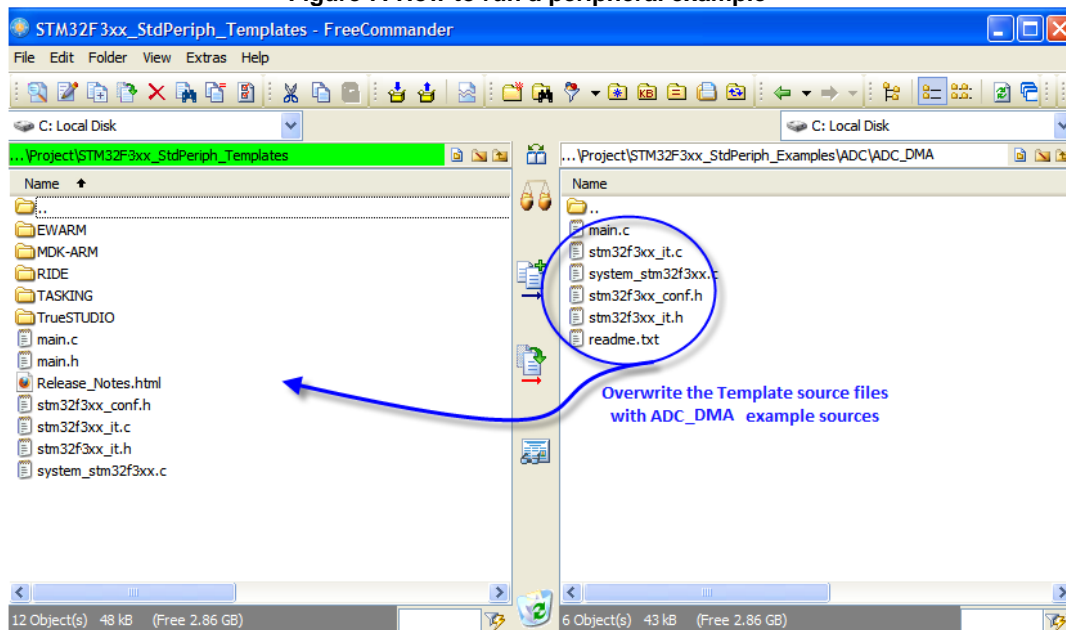 STM32F3xx_StdPeriph_Templates - FreeCommander
File Edit Folder View Extras Help
C: Local Disk
C: Local Disk
...\Project\STM32F3xx_StdPeriph_Templates
...\Project\STM32F3xx_StdPeriph_Examples\ADC\ADC_DMA
Name
..
EWARM
MDK-ARM
RIDE
TASKING
TrueSTUDIO
main.c
main.h
Release_Notes.html
stm32f3xx_conf.h
stm32f3xx_it.c
stm32f3xx_it.h
system_stm32f3xx.c
Name
..
main.c
stm32f3xx_it.c
system_stm32f3xx.c
stm32f3xx_conf.h
stm32f3xx_it.h
readme.txt
Overwrite the Template source files
with ADC_DMA example sources
12 Object(s) 48 kB (Free 2.86 GB)
6 Object(s) 43 kB (Free 2.86 GB)